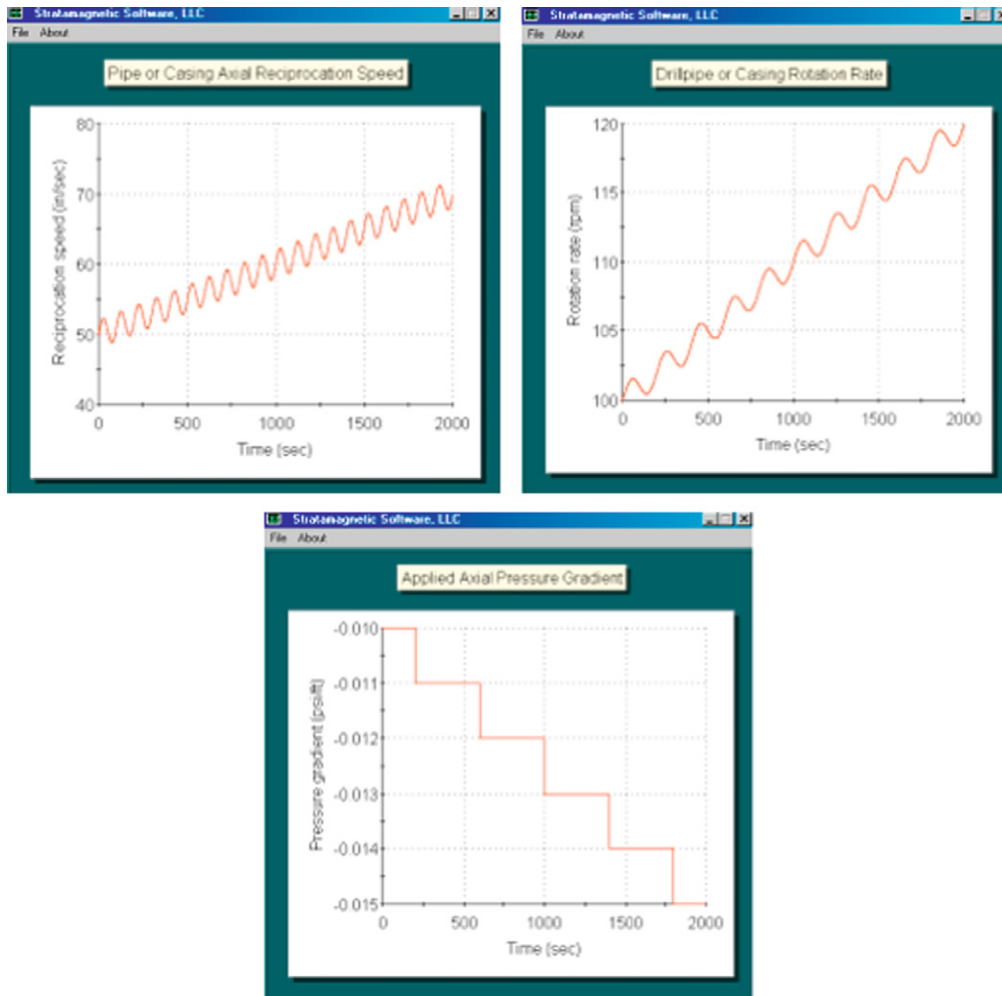 Stratamagnetic Software, LLC
File About
Pipe or Casing Axial Reciprocation Speed
80
70
60
50
40
Reciprocation speed (in/sec)
0 500 1000 1500 2000
Time (sec)
Stratamagnetic Software, LLC
File About
Drillpipe or Casing Rotation Rate
120
115
110
105
100
Rotation rate (rpm)
0 500 1000 1500 2000
Time (sec)
Stratamagnetic Software, LLC
File About
Applied Axial Pressure Gradient
-0.010
-0.011
-0.012
-0.013
-0.014
-0.015
Pressure gradient (psi/ft)
0 500 1000 1500 2000
Time (sec)